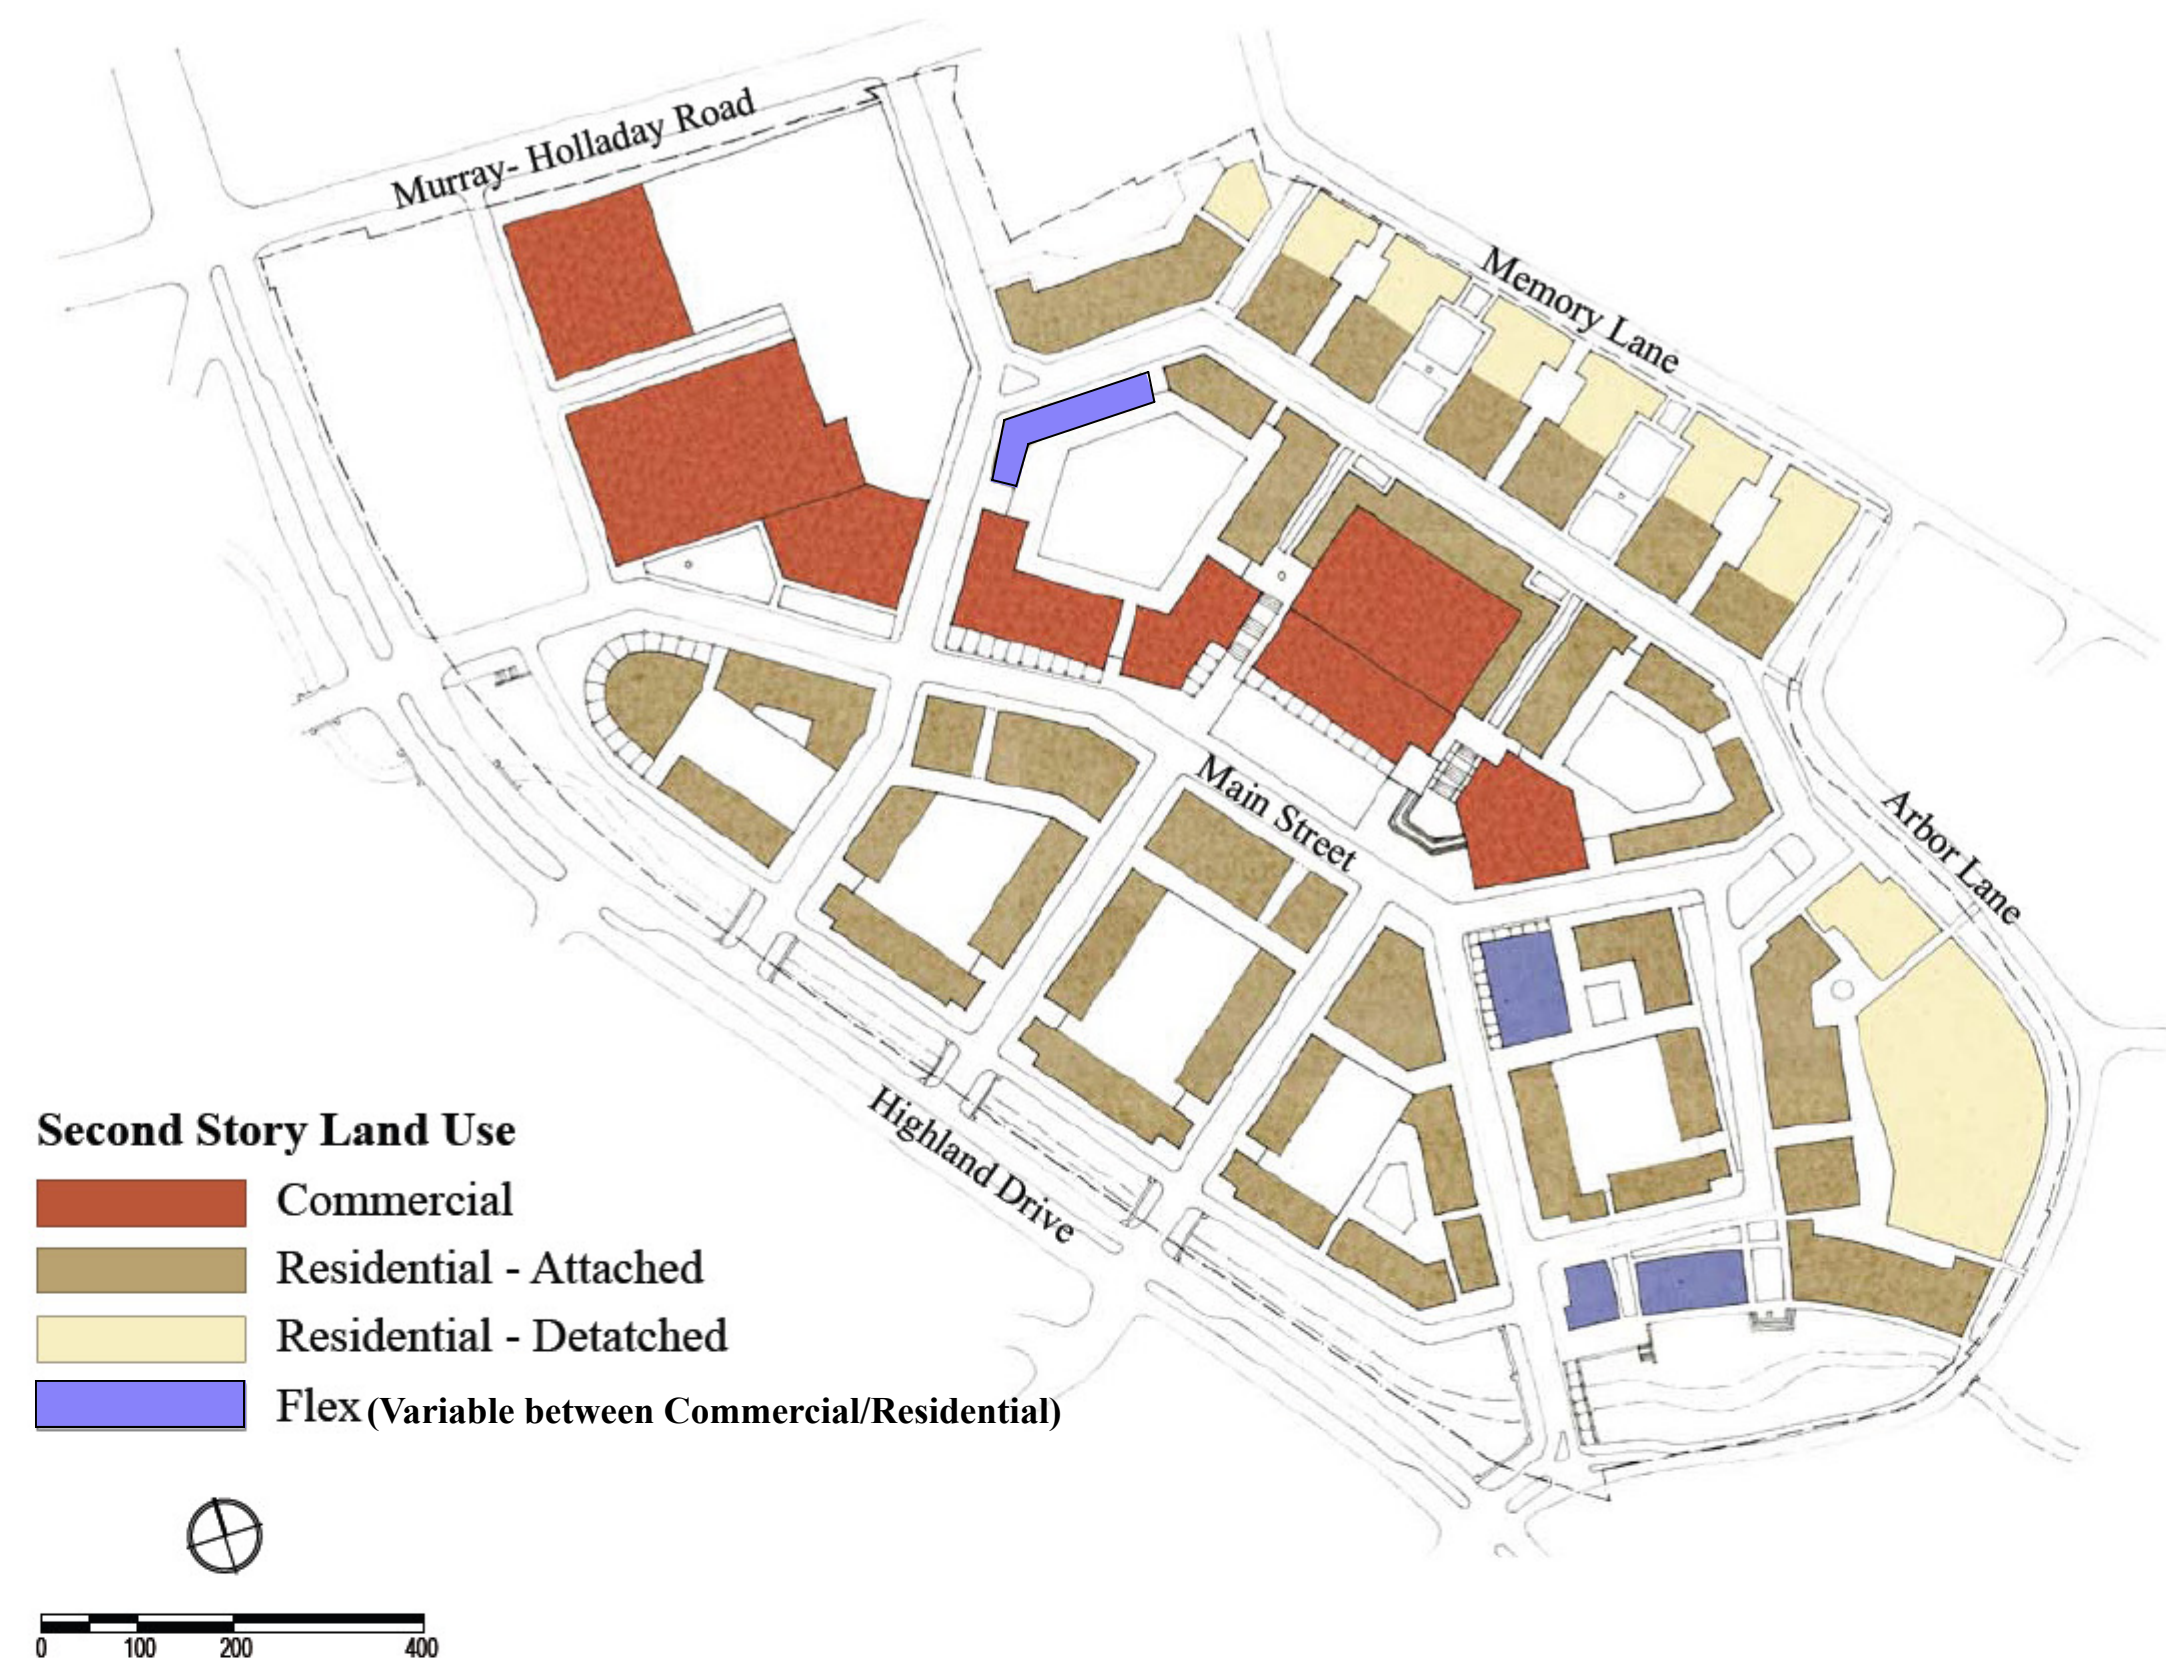 Murray- Holladay Road
Memory Lane
Main Street
Arbor Lane
Highland Drive
Second Story Land Use
Commercial
Residential - Attached
Residential - Detatched
Flex (Variable between Commercial/Residential)
0 100 200 400